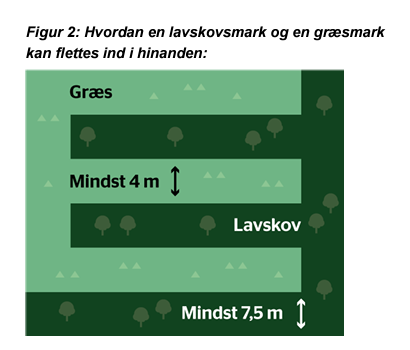 Figur 2: Hvordan en lavskovsmark og en græsmark
kan flettes ind i hinanden:
Græs
Mindst 4 m
Lavskov
Mindst 7,5 m